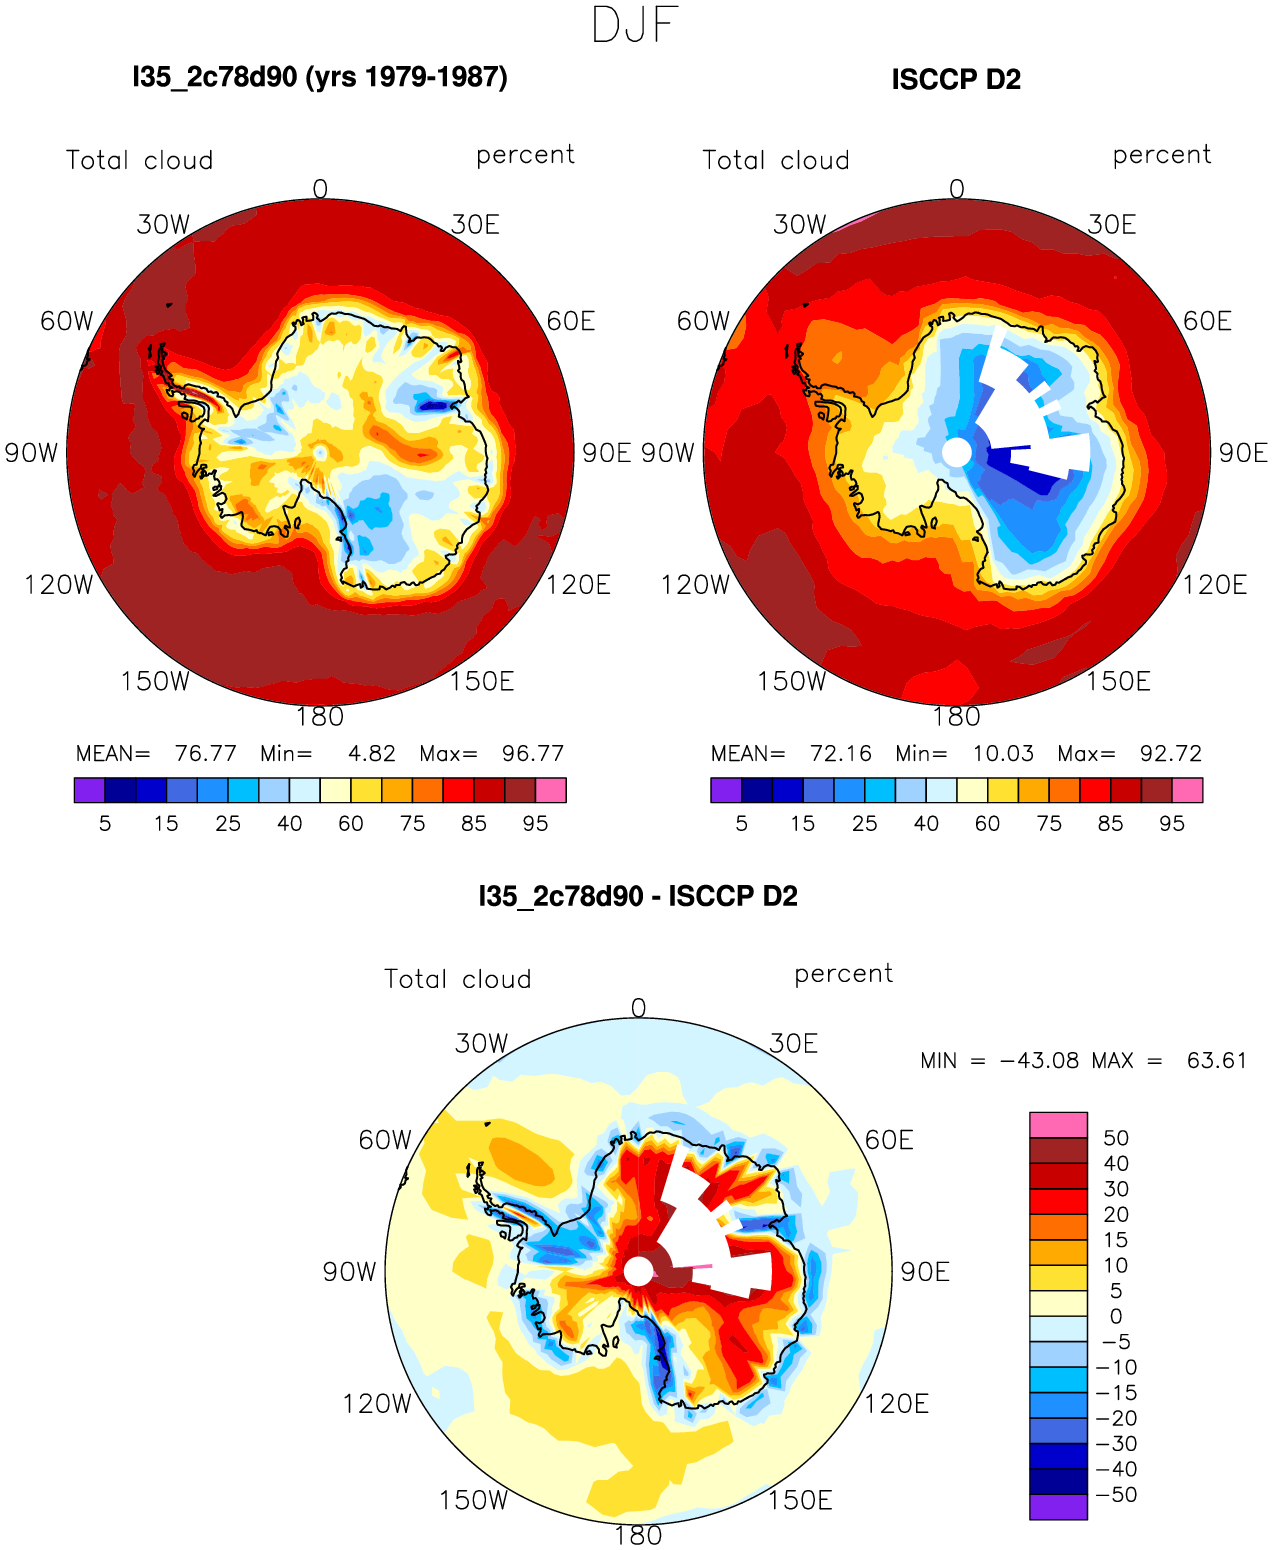 DJF
I35_2c78d90 (yrs 1979-1987)
Total cloud percent
0
30W 30E
60W 60E
90W 90E
120W 120E
150W 150E
180
MEAN= 76.77 Min= 4.82 Max= 96.77
5 15 25 40 60 75 85 95
ISCCP D2
Total cloud percent
0
30W 30E
60W 60E
90W 90E
120W 120E
150W 150E
180
MEAN= 72.16 Min= 10.03 Max= 92.72
5 15 25 40 60 75 85 95
I35_2c78d90 - ISCCP D2
Total cloud percent
0
30W 30E
60W 60E
90W 90E
120W 120E
150W 150E
180
MIN = −43.08 MAX = 63.61
50
40
30
20
15
10
5
0
−5
−10
−15
−20
−30
−40
−50